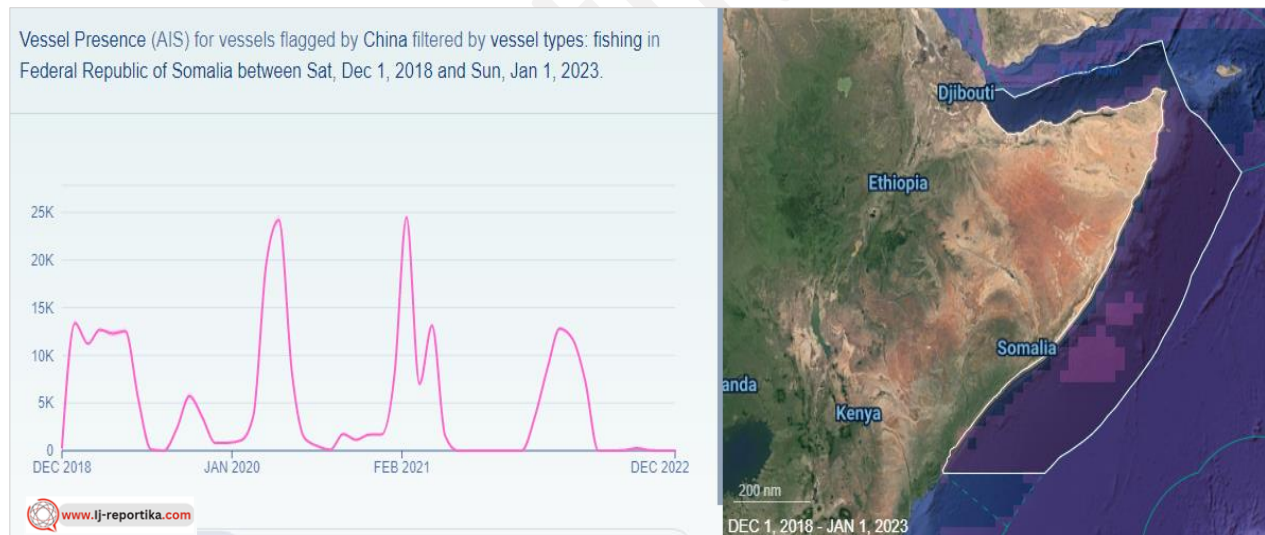 Vessel Presence (AIS) for vessels flagged by China filtered by vessel types: fishing in
Federal Republic of Somalia between Sat, Dec 1, 2018 and Sun, Jan 1, 2023.
25K
20K
15K
10K
5K
0
DEC 2018
JAN 2020
FEB 2021
DEC 2022
www.lj-reportika.com
Djibouti
Ethiopia
Somalia
anda
Kenya
200 nm
DEC 1, 2018 - JAN 1, 2023